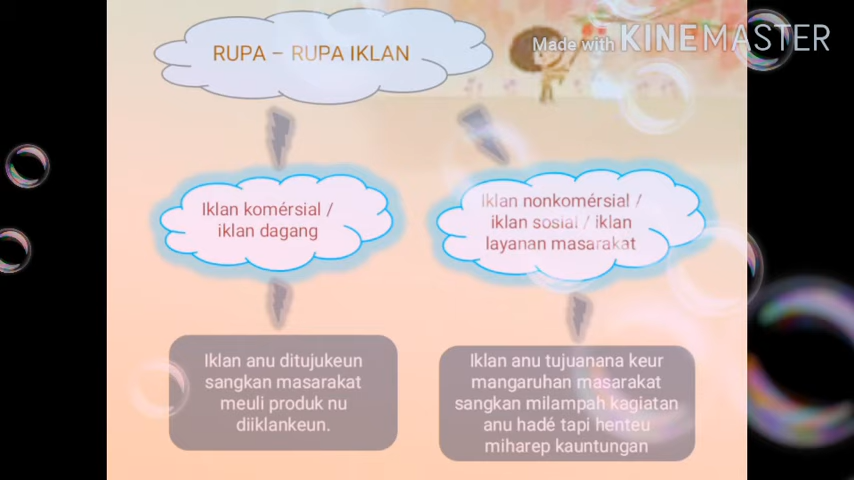 RUPA – RUPA IKLAN
Made with KINEMASTER
Iklan komérsial /
iklan dagang
Iklan nonkomérsial /
iklan sosial / iklan
layanan masarakat
Iklan anu ditujukeun
sangkan masarakat
meuli produk nu
diiklankeun.
Iklan anu tujuanana keur
mangaruhan masarakat
sangkan milampah kagiatan
anu hadé tapi henteu
miharep kauntungan